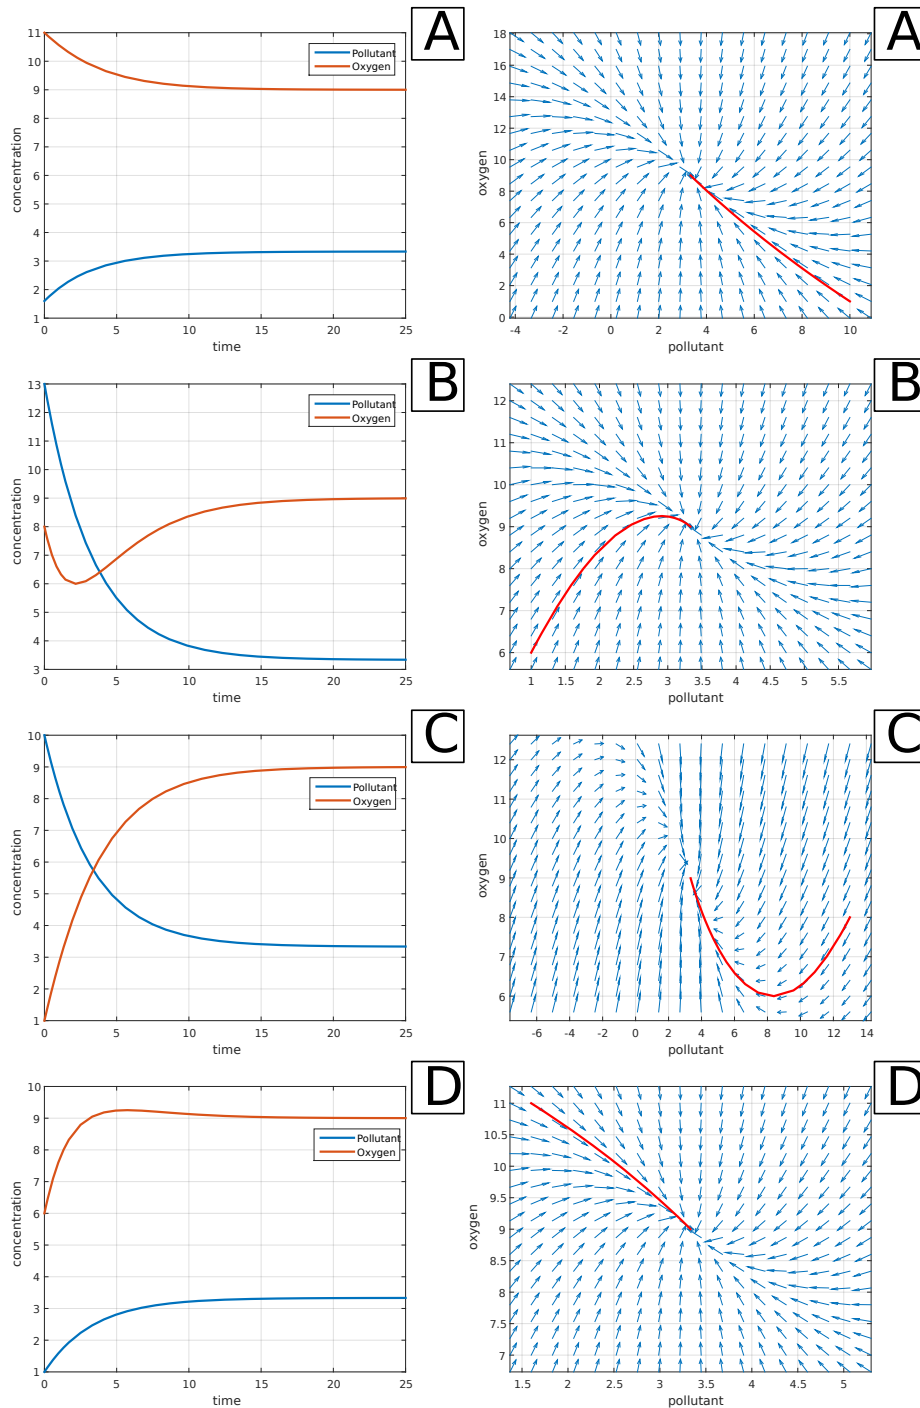 A
11
10
9
8
7
6
5
4
3
2
1
0 5 10 15 20 25
concentration
time
Pollutant
Oxygen
A
18
16
14
12
10
8
6
4
2
0
-4 -2 0 2 4 6 8 10
oxygen
pollutant
B
13
12
11
10
9
8
7
6
5
4
3
0 5 10 15 20 25
concentration
time
Pollutant
Oxygen
B
12
11
10
9
8
7
6
1 1.5 2 2.5 3 3.5 4 4.5 5 5.5
oxygen
pollutant
C
10
9
8
7
6
5
4
3
2
1
0 5 10 15 20 25
concentration
time
Pollutant
Oxygen
C
12
11
10
9
8
7
6
-6 -4 -2 0 2 4 6 8 10 12 14
oxygen
pollutant
D
10
9
8
7
6
5
4
3
2
1
0 5 10 15 20 25
concentration
time
Pollutant
Oxygen
D
11
10.5
10
9.5
9
8.5
8
7.5
7
1.5 2 2.5 3 3.5 4 4.5 5
oxygen
pollutant